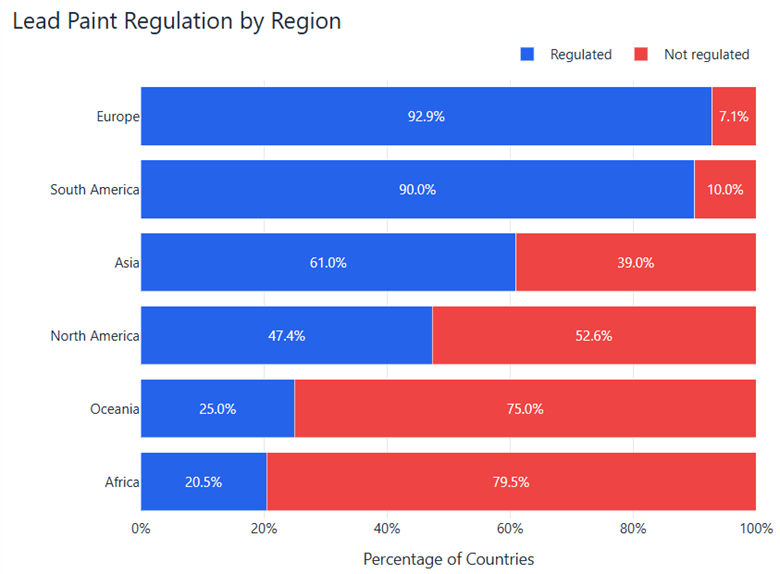 Lead Paint Regulation by Region
Regulated Not regulated
Europe 92.9% 7.1%
South America 90.0% 10.0%
Asia 61.0% 39.0%
North America 47.4% 52.6%
Oceania 25.0% 75.0%
Africa 20.5% 79.5%
0% 20% 40% 60% 80% 100%
Percentage of Countries